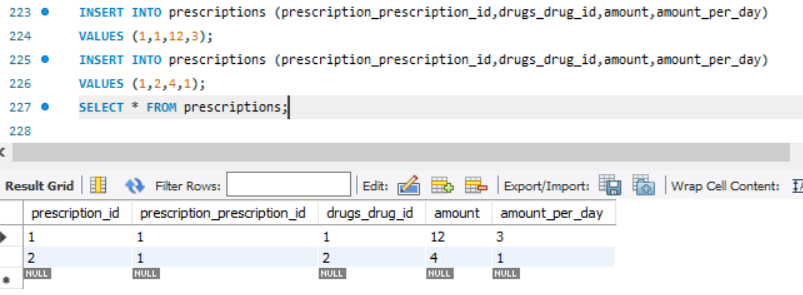 223 INSERT INTO prescriptions (prescription_prescription_id,drugs_drug_id,amount,amount_per_day)
224 VALUES (1,1,12,3);
225 INSERT INTO prescriptions (prescription_prescription_id,drugs_drug_id,amount,amount_per_day)
226 VALUES (1,2,4,1);
227 SELECT * FROM prescriptions;
228
Result Grid Filter Rows: Edit: Export/Import: Wrap Cell Content:
prescription_id prescription_prescription_id drugs_drug_id amount amount_per_day
1 1 1 12 3
2 1 2 4 1
NULL NULL NULL NULL NULL